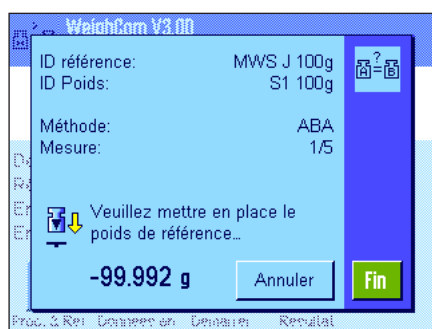 WeighCom V3.00
ID référence: MWS J 100g
ID Poids: S1 100g
Méthode: ABA
Mesure: 1/5
Veuillez mettre en place le
poids de référence...
-99.992 g Annuler Fin